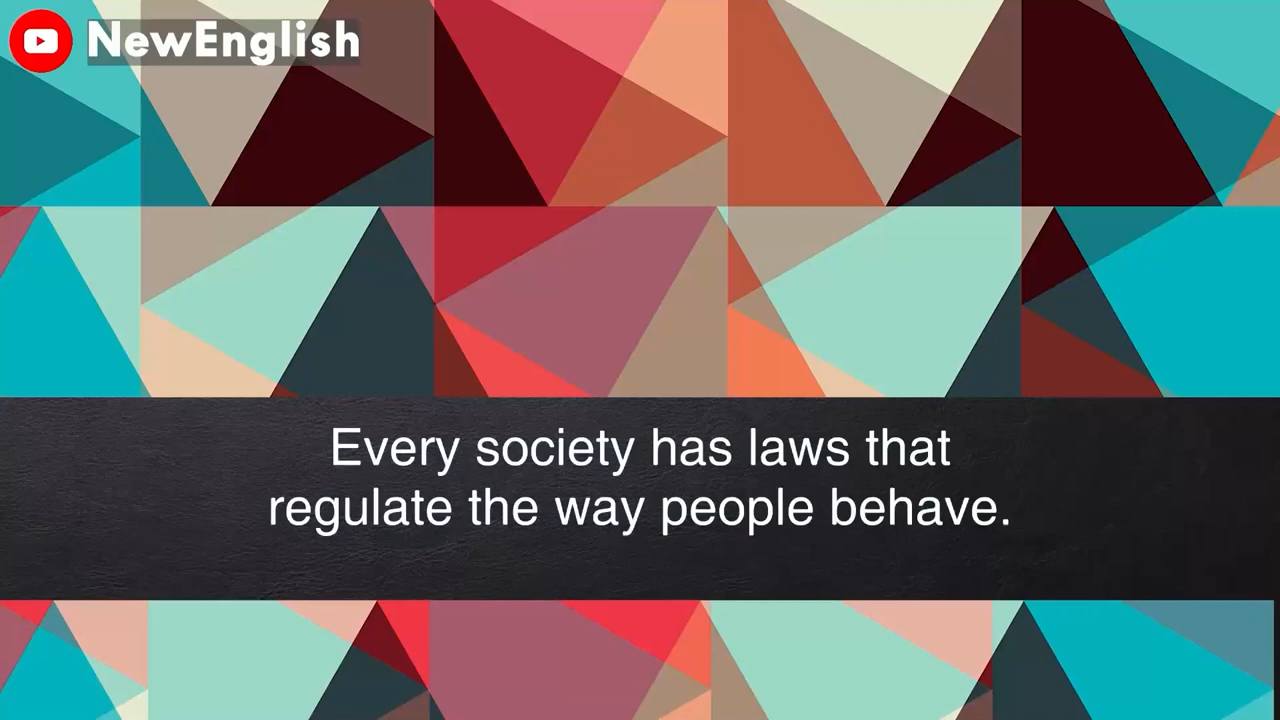 NewEnglish
Every society has laws that
regulate the way people behave.